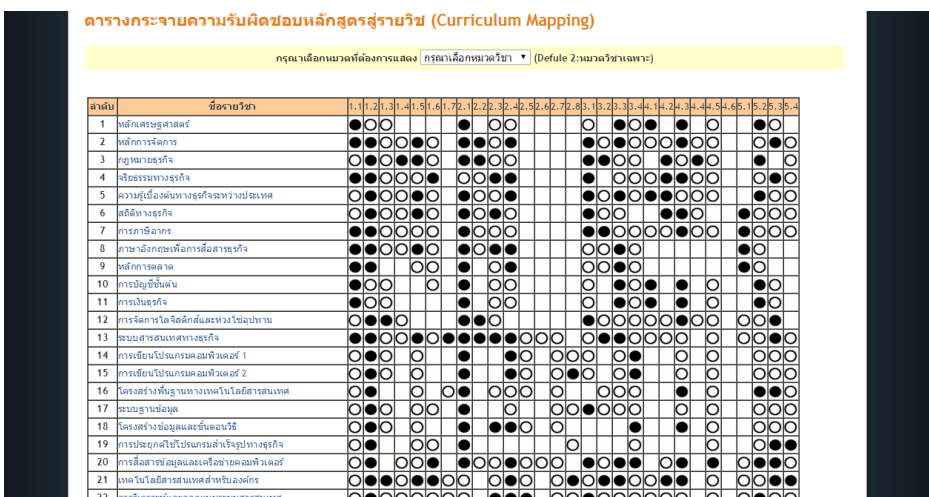 ตารางกระจายความรับผิดชอบหลักสูตรสู่รายวิชา (Curriculum Mapping)
กรุณาเลือกหมวดที่ต้องการแสดง กรุณาเลือกหมวดวิชา (Defule 2:หมวดวิชาเฉพาะ)
ลำดับ ชื่อรายวิชา 1.1 1.2 1.3 1.4 1.5 1.6 1.7 2.1 2.2 2.3 2.4 2.5 2.6 2.7 2.8 3.1 3.2 3.3 3.4 4.1 4.2 4.3 4.4 4.5 4.6 5.1 5.2 5.3 5.4
1 หลักเศรษฐศาสตร์
2 หลักการจัดการ
3 กฎหมายธุรกิจ
4 จริยธรรมทางธุรกิจ
5 ความรู้เบื้องต้นทางธุรกิจระหว่างประเทศ
6 สถิติทางธุรกิจ
7 การภาษีอากร
8 ภาษาอังกฤษเพื่อการสื่อสารธุรกิจ
9 หลักการตลาด
10 การบัญชีขั้นต้น
11 การเงินธุรกิจ
12 การจัดการโลจิสติกส์และห่วงโซ่อุปทาน
13 ระบบสารสนเทศทางธุรกิจ
14 การเขียนโปรแกรมคอมพิวเตอร์ 1
15 การเขียนโปรแกรมคอมพิวเตอร์ 2
16 โครงสร้างพื้นฐานทางเทคโนโลยีสารสนเทศ
17 ระบบฐานข้อมูล
18 โครงสร้างข้อมูลและขั้นตอนวิธี
19 การประยุกต์ใช้โปรแกรมสำเร็จรูปทางธุรกิจ
20 การสื่อสารข้อมูลและเครือข่ายคอมพิวเตอร์
21 เทคโนโลยีสารสนเทศสำหรับองค์กร
22